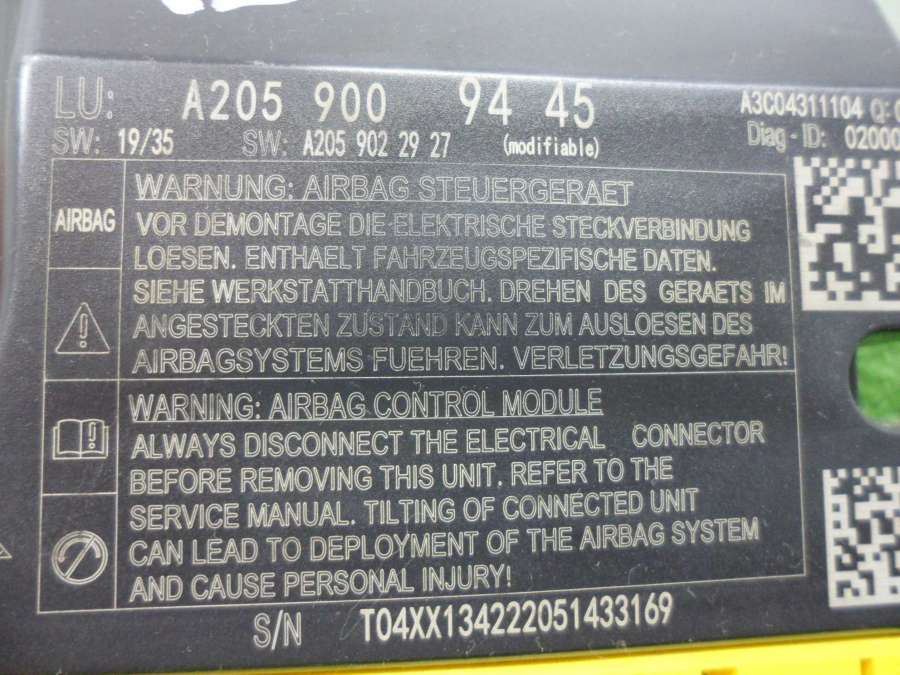 LU: A205 900 94 45 A3C04311104 Q:
SW: 19/35 SW: A205 902 29 27 (modifiable) Diag - ID: 02000
WARNUNG: AIRBAG STEUERGERAET
AIRBAG VOR DEMONTAGE DIE ELEKTRISCHE STECKVERBINDUNG
LOESEN. ENTHAELT FAHRZEUGSPEZIFISCHE DATEN.
SIEHE WERKSTATTHANDBUCH. DREHEN DES GERAETS IM
ANGESTECKTEN ZUSTAND KANN ZUM AUSLOESEN DES
AIRBAGSYSTEMS FUEHREN. VERLETZUNGSGEFAHR!
WARNING: AIRBAG CONTROL MODULE
ALWAYS DISCONNECT THE ELECTRICAL CONNECTOR
BEFORE REMOVING THIS UNIT. REFER TO THE
SERVICE MANUAL. TILTING OF CONNECTED UNIT
CAN LEAD TO DEPLOYMENT OF THE AIRBAG SYSTEM
AND CAUSE PERSONAL INJURY!
S/N T04XX134222051433169